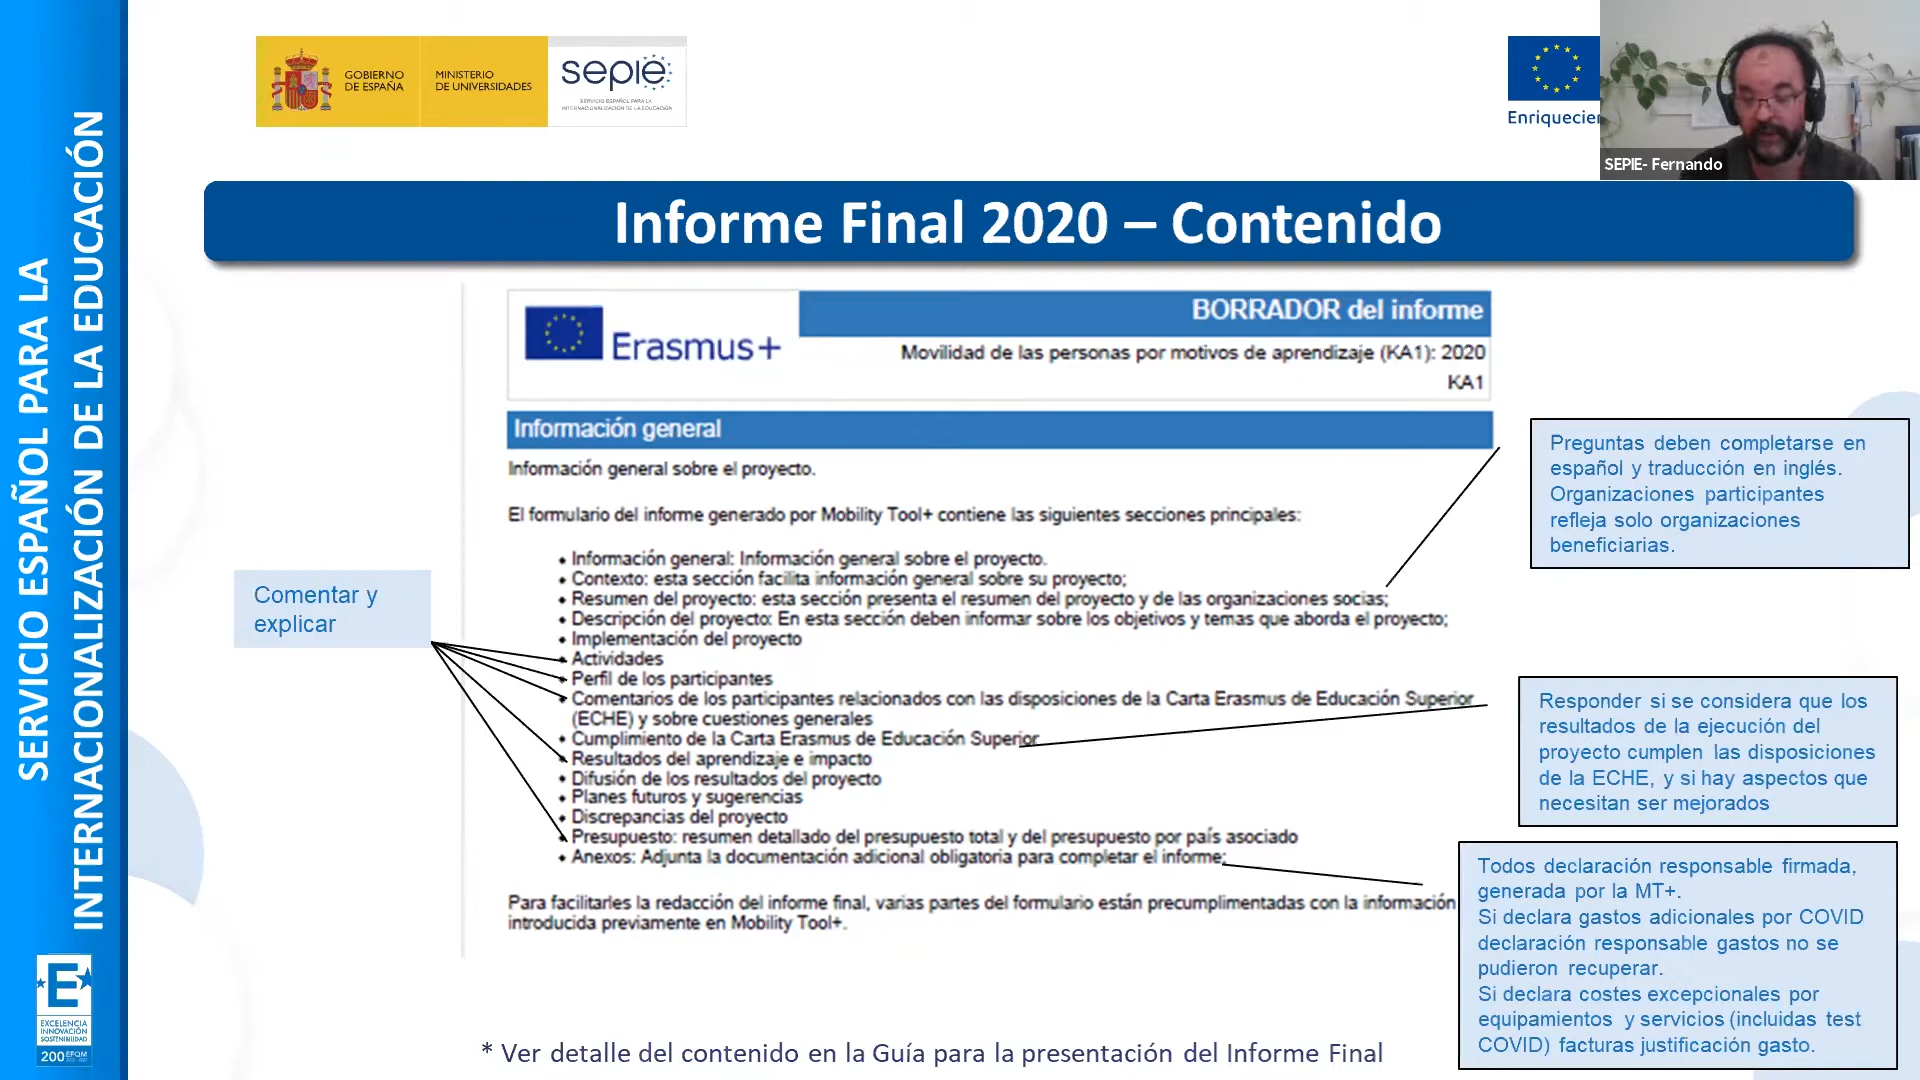 SERVICIO ESPAÑOL PARA LA
INTERNACIONALIZACIÓN DE LA EDUCACIÓN
GOBIERNO
DE ESPAÑA
MINISTERIO
DE UNIVERSIDADES
sepie
SERVICIO ESPAÑOL PARA LA
INTERNACIONALIZACIÓN DE LA EDUCACIÓN
Enriquecien
SEPIE- Fernando
Informe Final 2020 – Contenido
BORRADOR del informe
Erasmus+
Movilidad de las personas por motivos de aprendizaje (KA1): 2020
KA1
Información general
Información general sobre el proyecto.
El formulario del informe generado por Mobility Tool+ contiene las siguientes secciones principales:
• Información general: Información general sobre el proyecto.
• Contexto: esta sección facilita información general sobre su proyecto;
• Resumen del proyecto: esta sección presenta el resumen del proyecto y de las organizaciones socias;
• Descripción del proyecto: En esta sección deben informar sobre los objetivos y temas que aborda el proyecto;
• Implementación del proyecto
• Actividades
• Perfil de los participantes
• Comentarios de los participantes relacionados con las disposiciones de la Carta Erasmus de Educación Superior
(ECHE) y sobre cuestiones generales
• Cumplimiento de la Carta Erasmus de Educación Superior
• Resultados del aprendizaje e impacto
• Difusión de los resultados del proyecto
• Planes futuros y sugerencias
• Discrepancias del proyecto
• Presupuesto: resumen detallado del presupuesto total y del presupuesto por país asociado
• Anexos: Adjunta la documentación adicional obligatoria para completar el informe;
Para facilitarles la redacción del informe final, varias partes del formulario están precumplimentadas con la información
introducida previamente en Mobility Tool+.
Comentar y
explicar
Preguntas deben completarse en
español y traducción en inglés.
Organizaciones participantes
refleja solo organizaciones
beneficiarias.
Responder si se considera que los
resultados de la ejecución del
proyecto cumplen las disposiciones
de la ECHE, y si hay aspectos que
necesitan ser mejorados
Todos declaración responsable firmada,
generada por la MT+.
Si declara gastos adicionales por COVID
declaración responsable gastos no se
pudieron recuperar.
Si declara costes excepcionales por
equipamientos y servicios (incluidas test
COVID) facturas justificación gasto.
* Ver detalle del contenido en la Guía para la presentación del Informe Final
E
EXCELENCIA
INNOVACIÓN
SOSTENIBILIDAD
200 EFQM